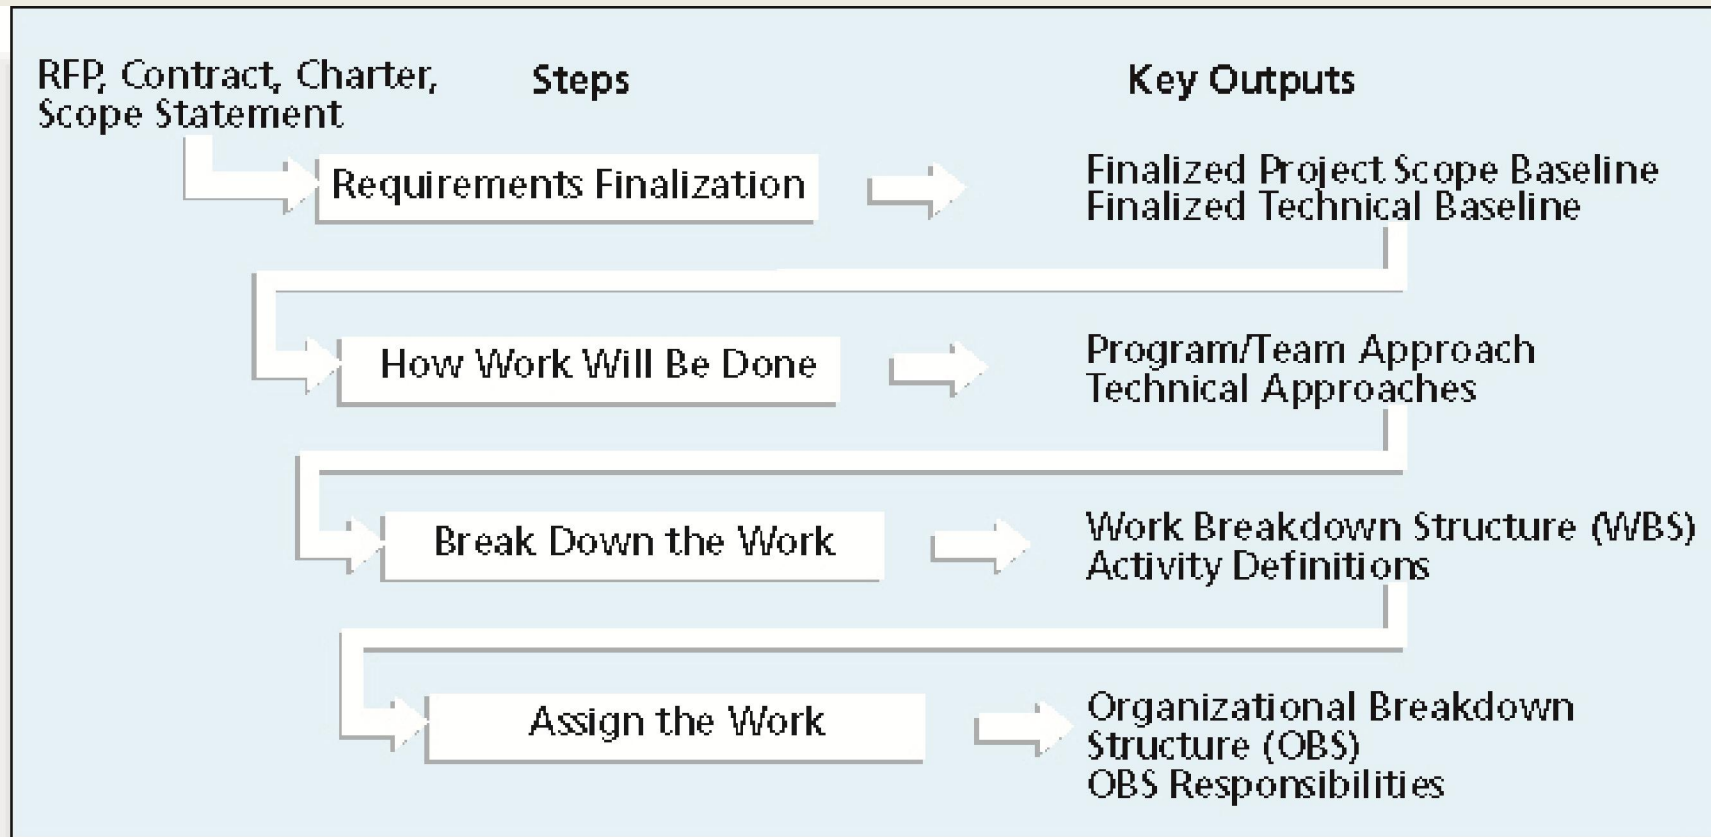 RFP, Contract, Charter,
Scope Statement
Steps
Key Outputs
Requirements Finalization
Finalized Project Scope Baseline
Finalized Technical Baseline
How Work Will Be Done
Program/Team Approach
Technical Approaches
Break Down the Work
Work Breakdown Structure (WBS)
Activity Definitions
Assign the Work
Organizational Breakdown
Structure (OBS)
OBS Responsibilities